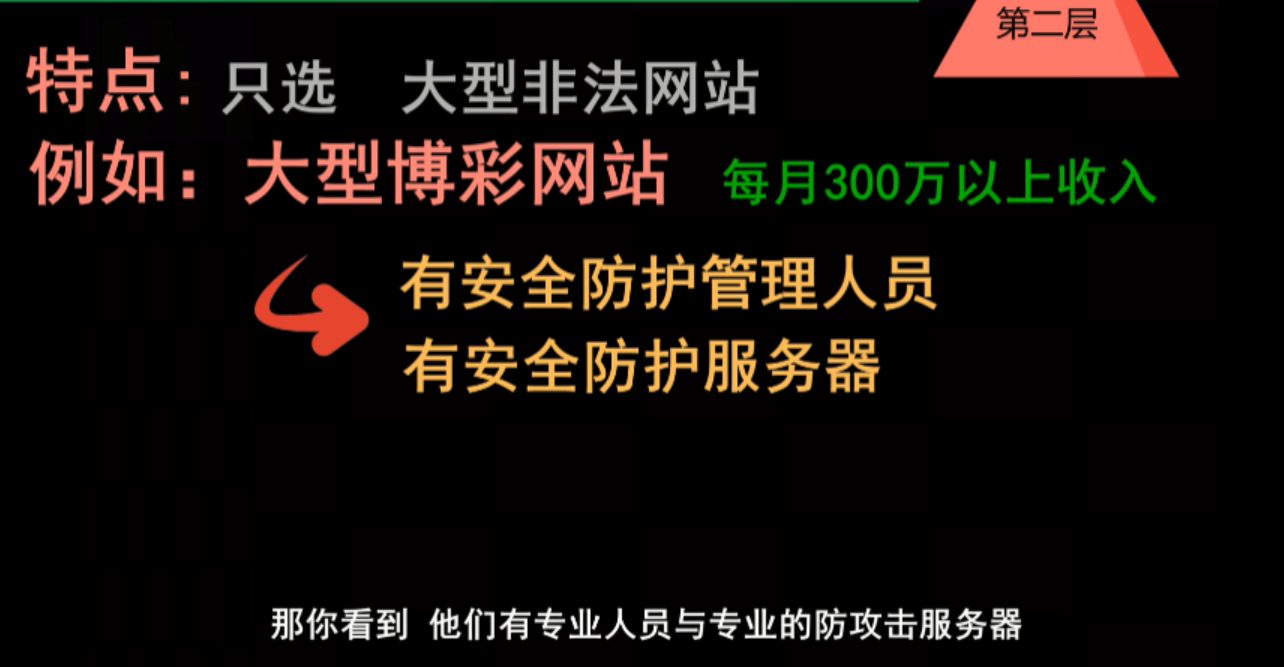 第二层
特点：只选 大型非法网站
例如：大型博彩网站 每月300万以上收入
有安全防护管理人员
有安全防护服务器
那你看到 他们有专业人员与专业的防攻击服务器